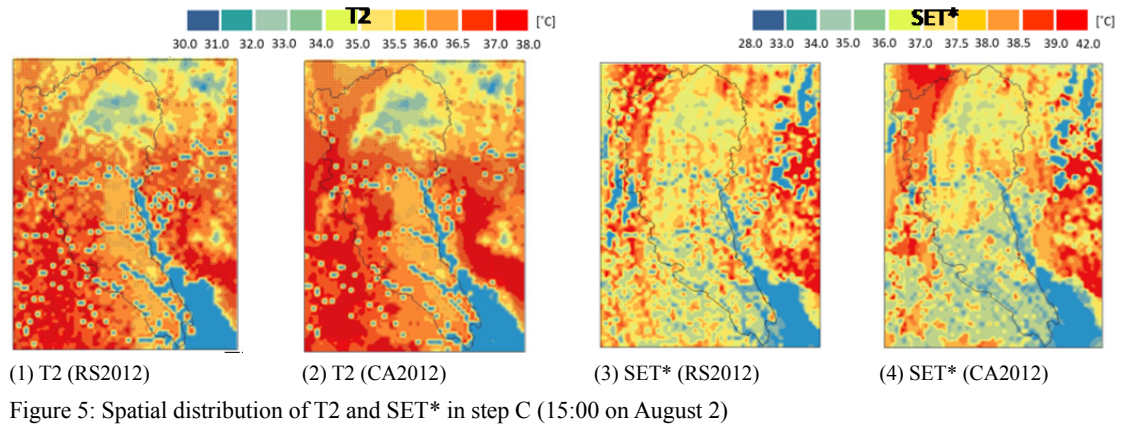 T2
[°C]
30.0 31.0 32.0 33.0 34.0 35.0 35.5 36.0 36.5 37.0 38.0
SET*
[°C]
28.0 33.0 34.0 35.0 36.0 37.0 37.5 38.0 38.5 39.0 42.0
(1) T2 (RS2012)
(2) T2 (CA2012)
(3) SET* (RS2012)
(4) SET* (CA2012)
Figure 5: Spatial distribution of T2 and SET* in step C (15:00 on August 2)